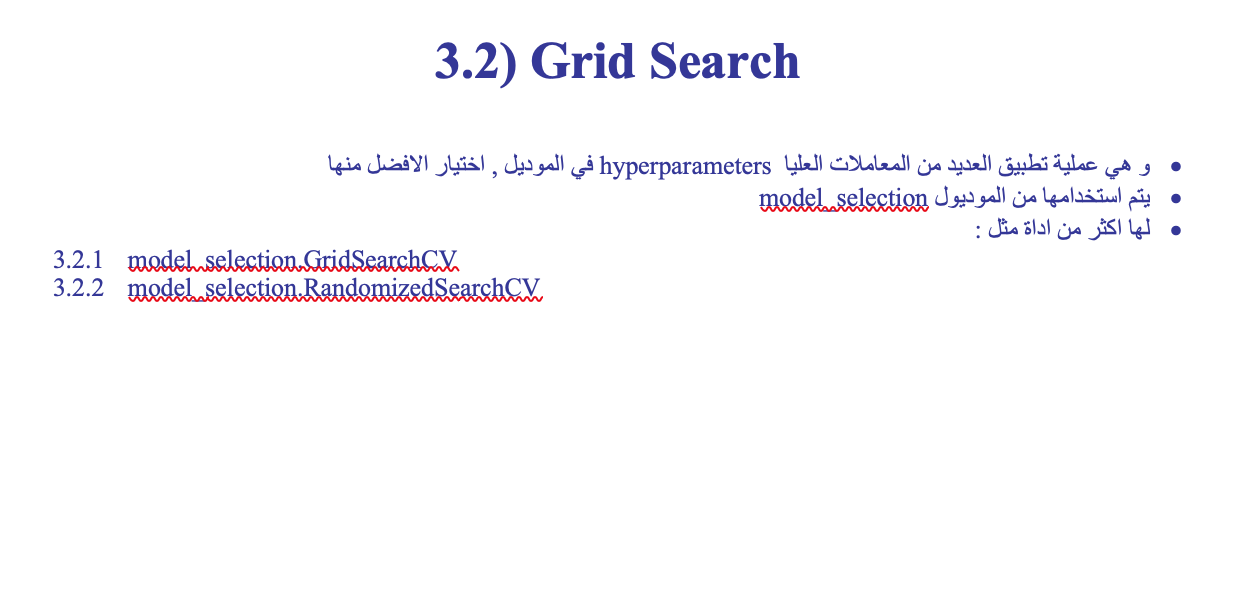 3.2) Grid Search
• و هي عملية تطبيق العديد من المعاملات العليا hyperparameters في الموديل , اختيار الافضل منها
• يتم استخدامها من الموديول model_selection
• لها اكثر من اداة مثل :
3.2.1 model_selection.GridSearchCV
3.2.2 model_selection.RandomizedSearchCV